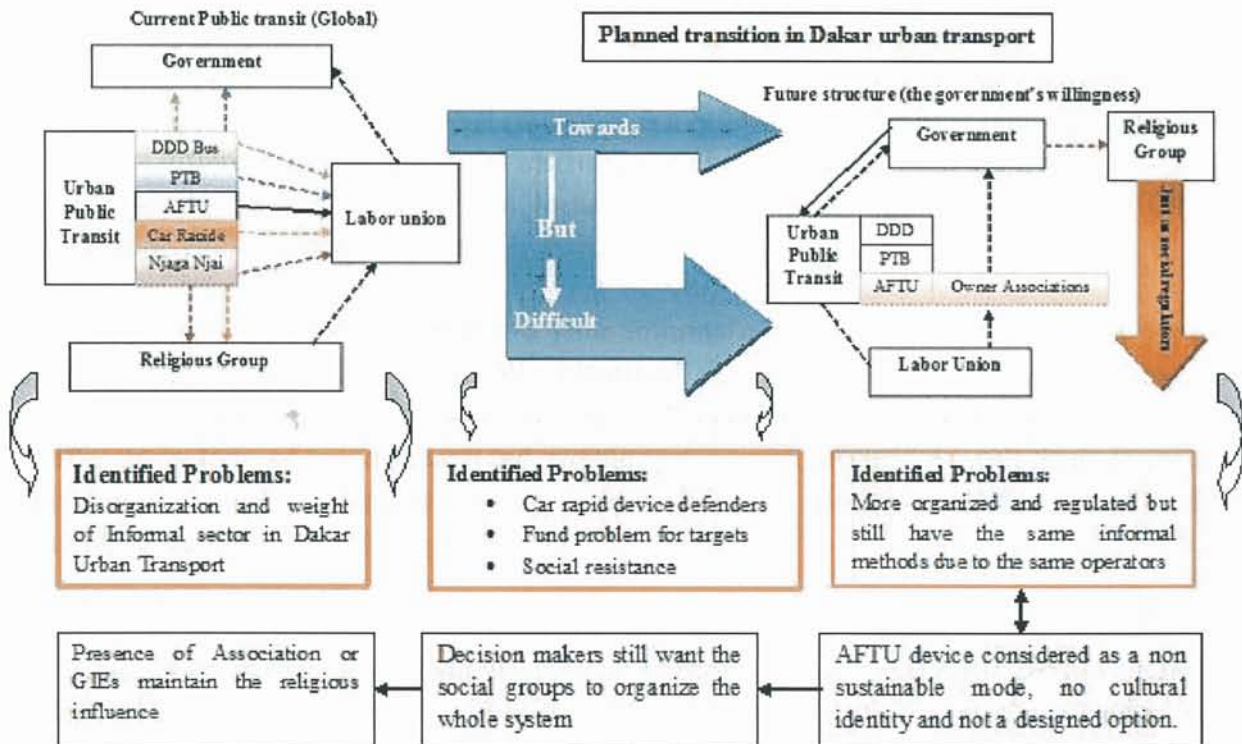 Current Public transit (Global)
Planned transition in Dakar urban transport
Government
Urban
Public
Transit
DDD Bus
PTB
AFTU
Car Rapide
Njaga Njai
Labor union
Religious Group
Towards
But
Difficult
Future structure (the government's willingness)
Government
Religious
Group
Urban
Public
Transit
DDD
PTB
AFTU
Owner Associations
Labor Union
Just as social regulators
Identified Problems:
Disorganization and weight
of Informal sector in Dakar
Urban Transport
Identified Problems:
• Car rapid device defenders
• Fund problem for targets
• Social resistance
Identified Problems:
More organized and regulated but
still have the same informal
methods due to the same operators
Presence of Association or
GIEs maintain the religious
influence
Decision makers still want the
social groups to organize the
whole system
AFTU device considered as a non
sustainable mode, no cultural
identity and not a designed option.